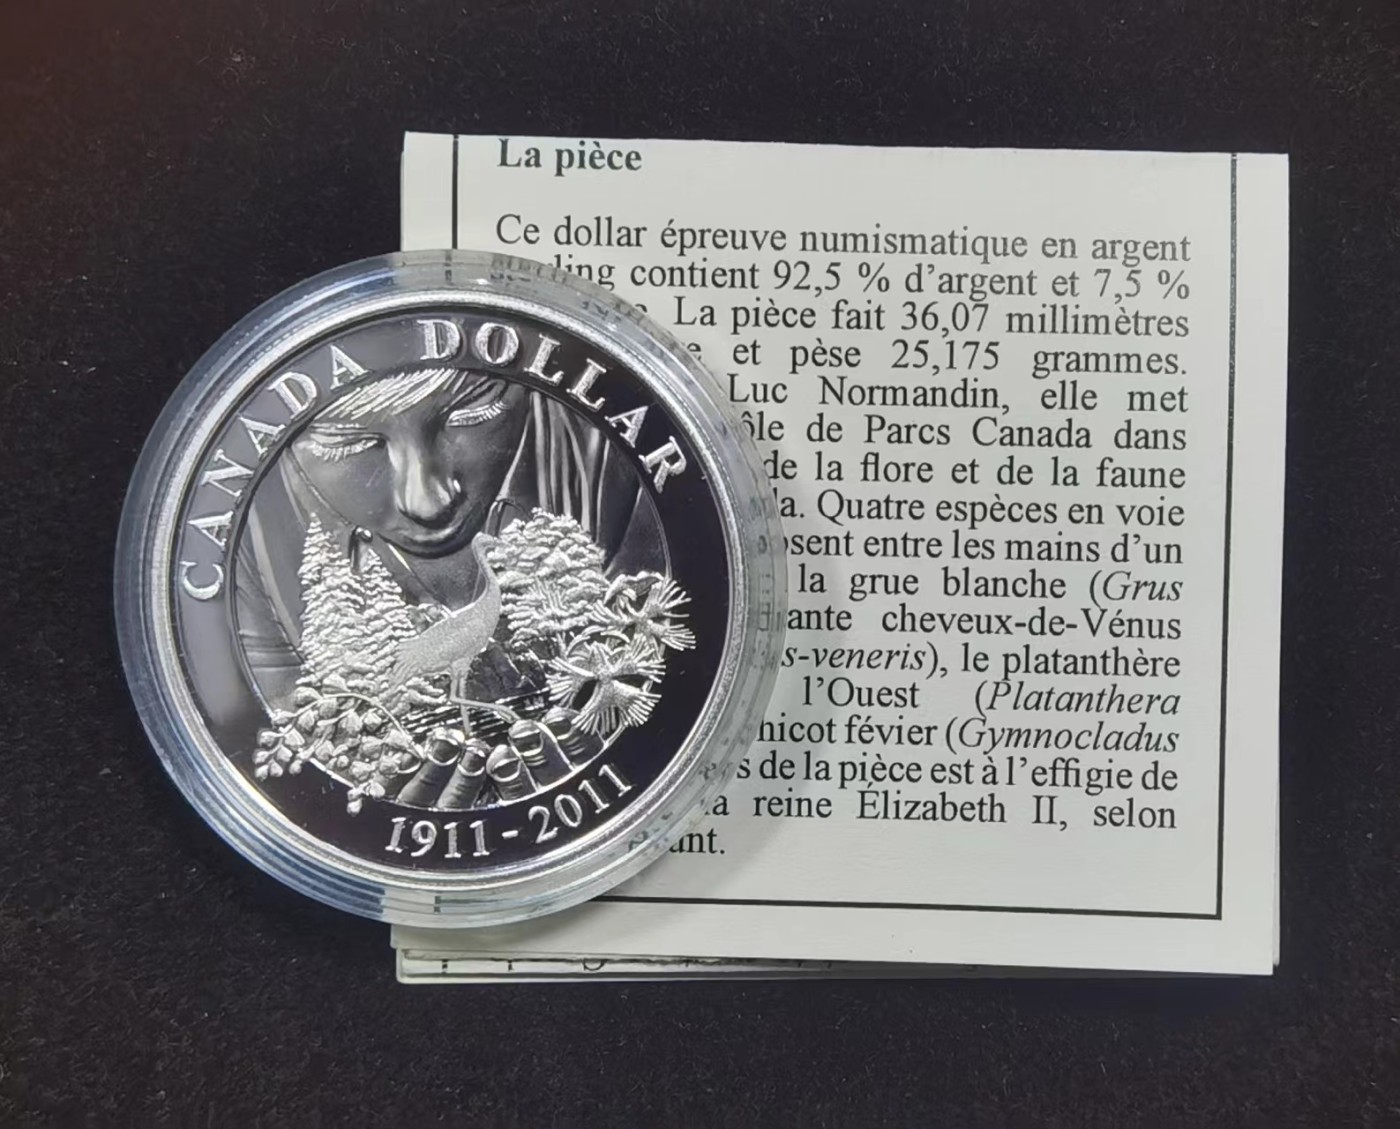 La pièce
Ce dollar épreuve numismatique en argent
contient 92,5 % d'argent et 7,5 %
La pièce fait 36,07 millimètres
et pèse 25,175 grammes.
Luc Normandin, elle met
de Parcs Canada dans
de la flore et de la faune
Quatre espèces en voie
entre les mains d'un
la grue blanche (Grus
cheveux-de-Vénus
s-veneris), le platanthère
l'Ouest (Platanthera
févier (Gymnocladus
de la pièce est à l'effigie de
reine Élizabeth II, selon
CANADA DOLLAR
1911-2011